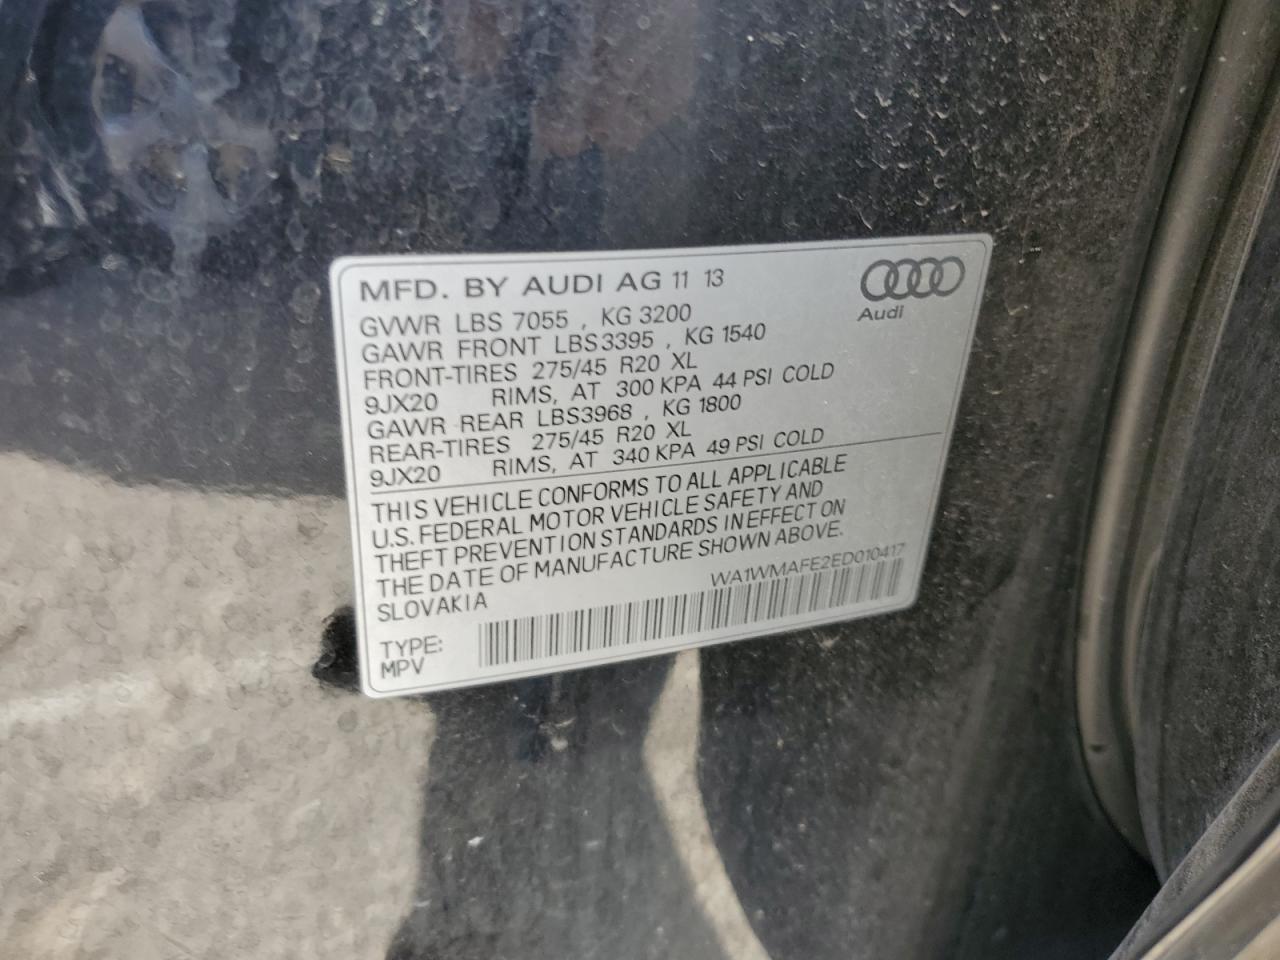 MFD. BY AUDI AG 11 13
Audi
GVWR LBS 7055 , KG 3200
GAWR FRONT LBS3395 , KG 1540
FRONT-TIRES 275/45 R20 XL
9JX20 RIMS, AT 300 KPA 44 PSI COLD
GAWR REAR LBS3968 , KG 1800
REAR-TIRES 275/45 R20 XL
9JX20 RIMS, AT 340 KPA 49 PSI COLD
THIS VEHICLE CONFORMS TO ALL APPLICABLE
U.S. FEDERAL MOTOR VEHICLE SAFETY AND
THEFT PREVENTION STANDARDS IN EFFECT ON
THE DATE OF MANUFACTURE SHOWN ABOVE.
SLOVAKIA WA1WMAFE2ED010417
TYPE:
MPV